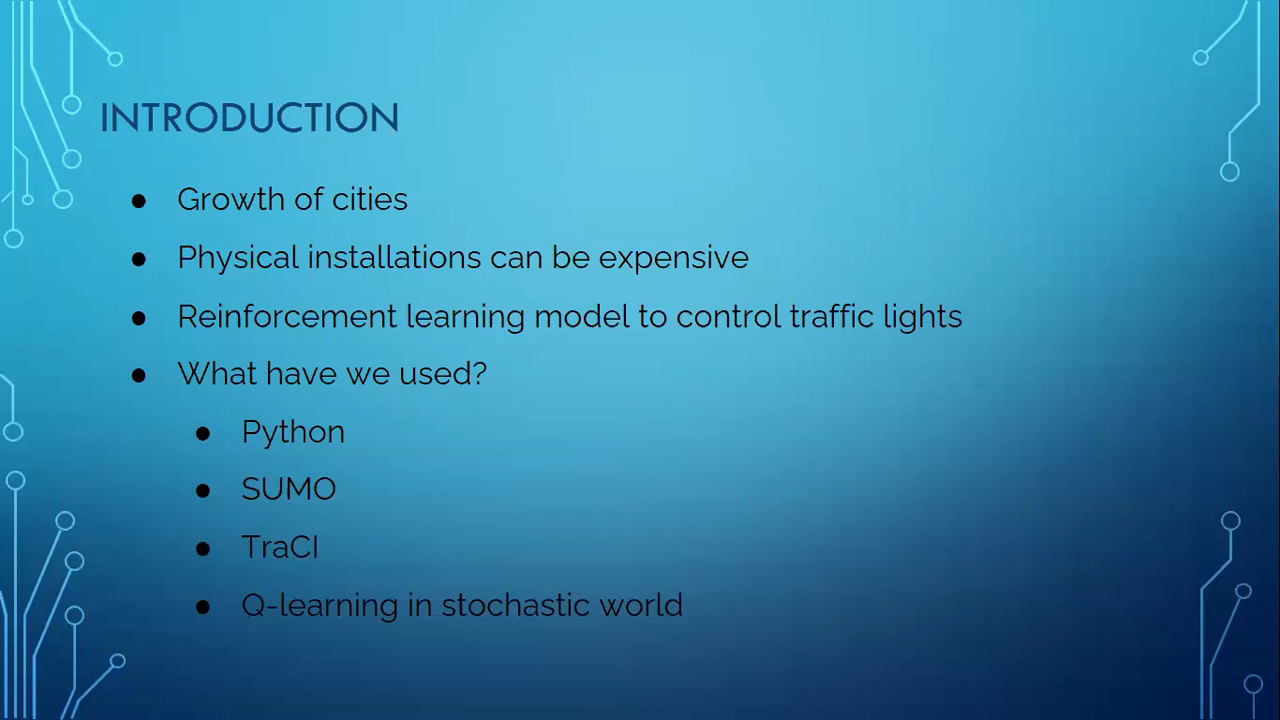 INTRODUCTION
● Growth of cities
● Physical installations can be expensive
● Reinforcement learning model to control traffic lights
● What have we used?
● Python
● SUMO
● TraCI
● Q-learning in stochastic world